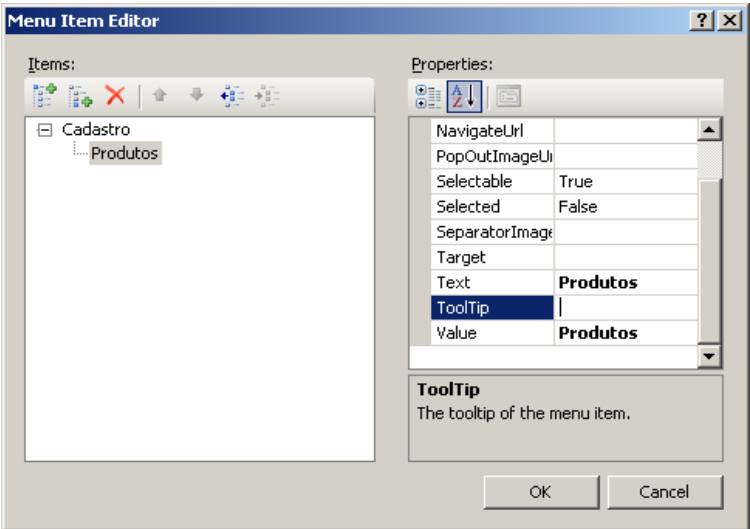 Menu Item Editor
Items:
Cadastro
Produtos
Properties:
NavigateUrl
PopOutImageU
Selectable True
Selected False
SeparatorImage
Target
Text Produtos
ToolTip
Value Produtos
ToolTip
The tooltip of the menu item.
OK Cancel